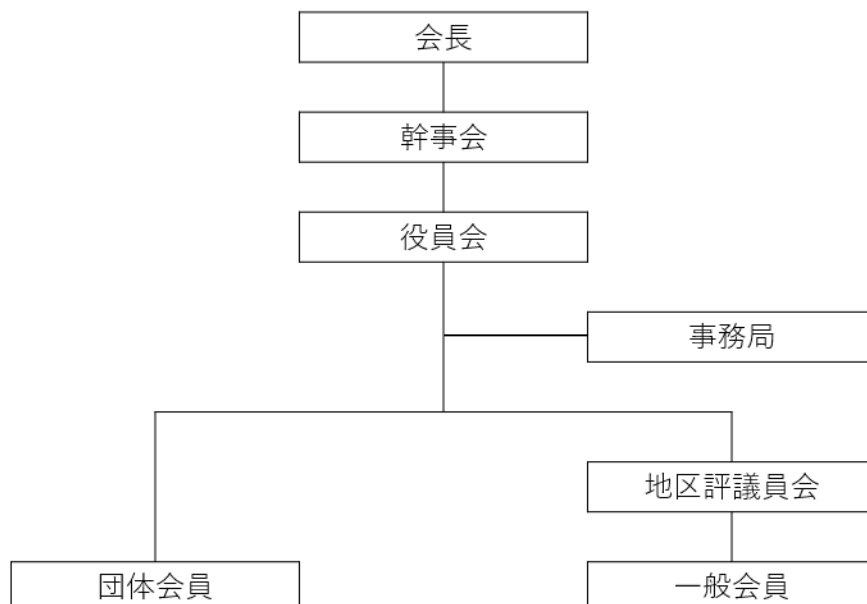 会長
幹事会
役員会
事務局
地区評議員会
団体会員
一般会員